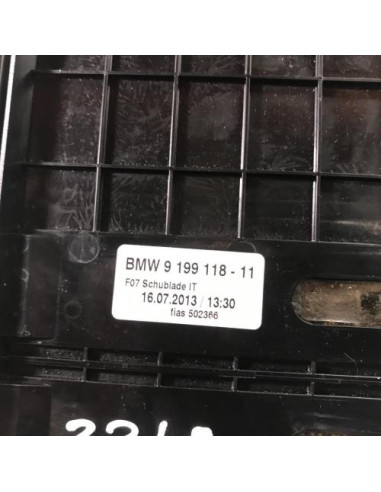 BMW 9 199 118 - 11
F07 Schublade IT
16.07.2013 / 13:30
fias 502366